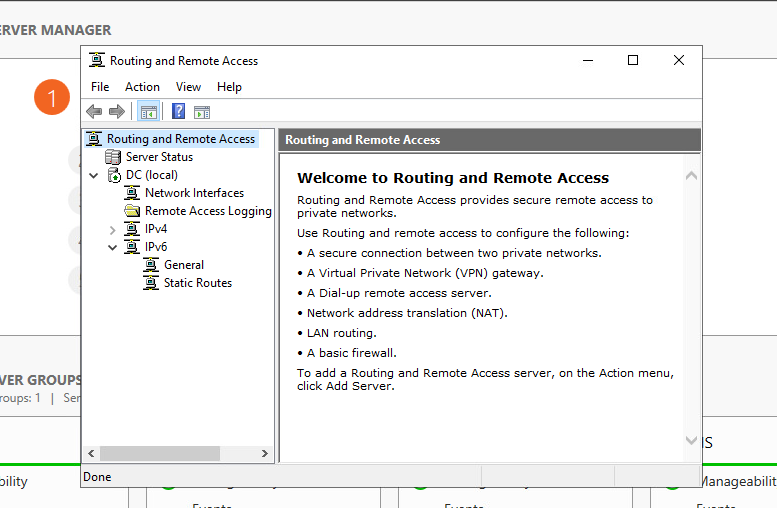 ERVER MANAGER
Routing and Remote Access
File Action View Help
1
Routing and Remote Access
Server Status
DC (local)
Network Interfaces
Remote Access Logging
IPv4
IPv6
General
Static Routes
Routing and Remote Access
Welcome to Routing and Remote Access
Routing and Remote Access provides secure remote access to
private networks.
Use Routing and remote access to configure the following:
• A secure connection between two private networks.
• A Virtual Private Network (VPN) gateway.
• A Dial-up remote access server.
• Network address translation (NAT).
• LAN routing.
• A basic firewall.
To add a Routing and Remote Access server, on the Action menu,
click Add Server.
VER GROUPS
roups: 1 | Ser
Done
bility
Manageabilit
Events
Events
Events